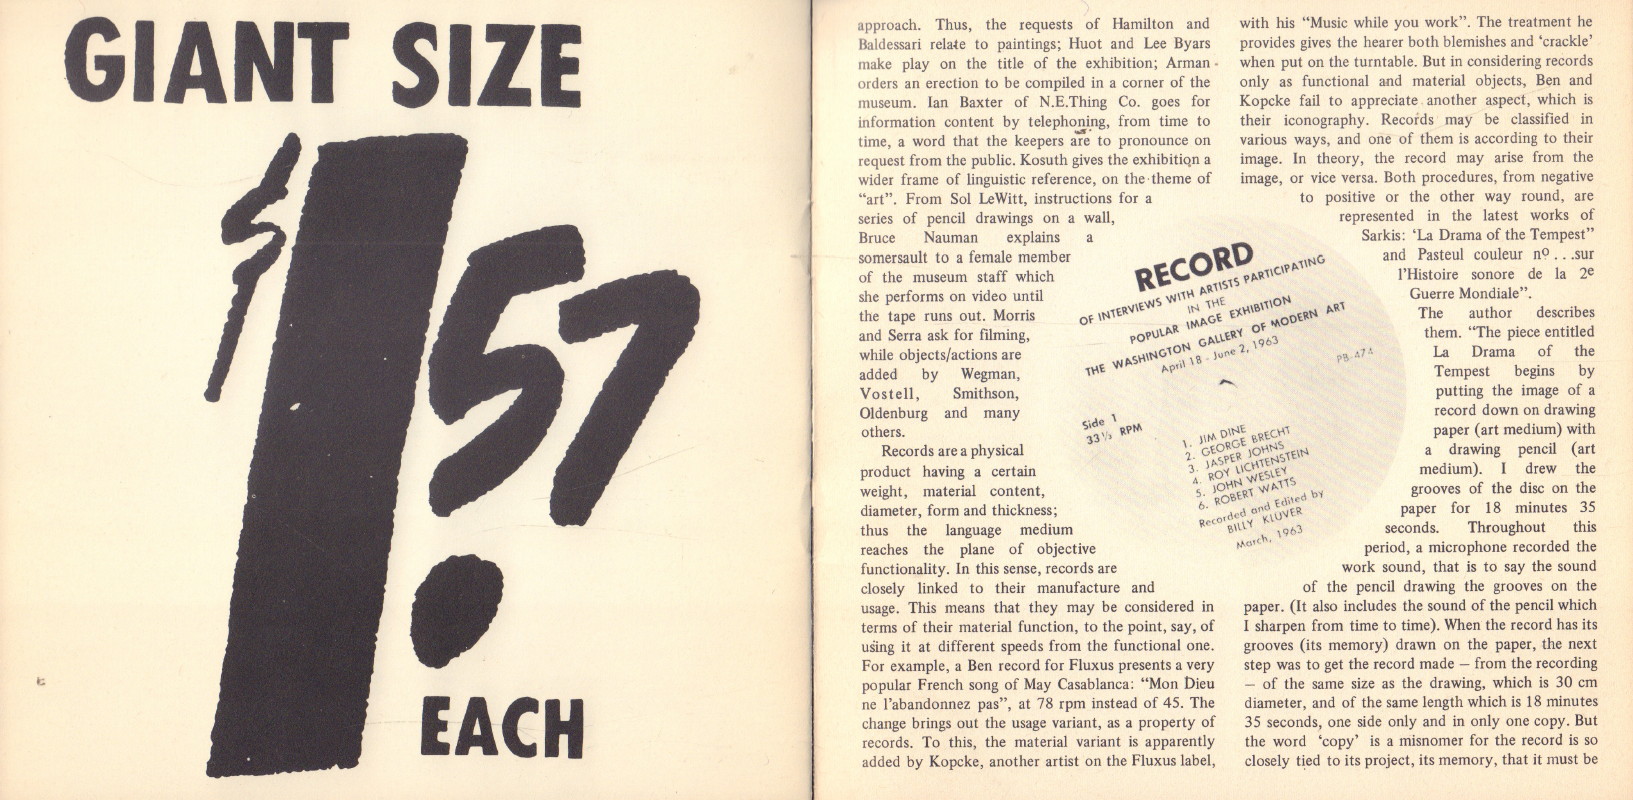 GIANT SIZE
$1.57
EACH
approach. Thus, the requests of Hamilton and
Baldessari relate to paintings; Huot and Lee Byars
make play on the title of the exhibition; Arman
orders an erection to be compiled in a corner of the
museum. Ian Baxter of N.E.Thing Co. goes for
information content by telephoning, from time to
time, a word that the keepers are to pronounce on
request from the public. Kosuth gives the exhibition a
wider frame of linguistic reference, on the theme of
“art”. From Sol LeWitt, instructions for a
series of pencil drawings on a wall,
Bruce Nauman explains a
somersault to a female member
of the museum staff which
she performs on video until
the tape runs out. Morris
and Serra ask for filming,
while objects/actions are
added by Wegman,
Vostell, Smithson,
Oldenburg and many
others.
Records are a physical
product having a certain
weight, material content,
diameter, form and thickness;
thus the language medium
reaches the plane of objective
functionality. In this sense, records are
closely linked to their manufacture and
usage. This means that they may be considered in
terms of their material function, to the point, say, of
using it at different speeds from the functional one.
For example, a Ben record for Fluxus presents a very
popular French song of May Casablanca: “Mon Dieu
ne l’abandonnez pas”, at 78 rpm instead of 45. The
change brings out the usage variant, as a property of
records. To this, the material variant is apparently
added by Kopcke, another artist on the Fluxus label,
RECORD
OF INTERVIEWS WITH ARTISTS PARTICIPATING
IN THE
POPULAR IMAGE EXHIBITION
THE WASHINGTON GALLERY OF MODERN ART
April 18 - June 2, 1963
PB-474
Side 1
33⅓ RPM
1. JIM DINE
2. GEORGE BRECHT
3. JASPER JOHNS
4. ROY LICHTENSTEIN
5. JOHN WESLEY
6. ROBERT WATTS
Recorded and Edited by
BILLY KLUVER
March, 1963
with his “Music while you work”. The treatment he
provides gives the hearer both blemishes and ‘crackle’
when put on the turntable. But in considering records
only as functional and material objects, Ben and
Kopcke fail to appreciate another aspect, which is
their iconography. Records may be classified in
various ways, and one of them is according to their
image. In theory, the record may arise from the
image, or vice versa. Both procedures, from negative
to positive or the other way round, are
represented in the latest works of
Sarkis: ‘La Drama of the Tempest”
and Pasteul couleur nº . . .sur
l’Histoire sonore de la 2e
Guerre Mondiale”.
The author describes
them. “The piece entitled
La Drama of the
Tempest begins by
putting the image of a
record down on drawing
paper (art medium) with
a drawing pencil (art
medium). I drew the
grooves of the disc on the
paper for 18 minutes 35
seconds. Throughout this
period, a microphone recorded the
work sound, that is to say the sound
of the pencil drawing the grooves on the
paper. (It also includes the sound of the pencil which
I sharpen from time to time). When the record has its
grooves (its memory) drawn on the paper, the next
step was to get the record made – from the recording
– of the same size as the drawing, which is 30 cm
diameter, and of the same length which is 18 minutes
35 seconds, one side only and in only one copy. But
the word ‘copy’ is a misnomer for the record is so
closely tied to its project, its memory, that it must be